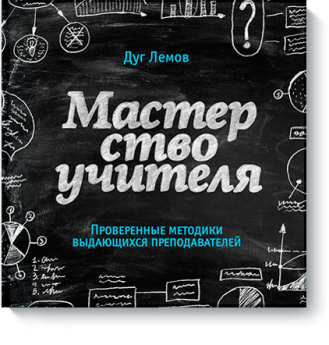 Дуг Лемов
Мастер
ство
учителя
Проверенные методики
выдающихся преподавателей